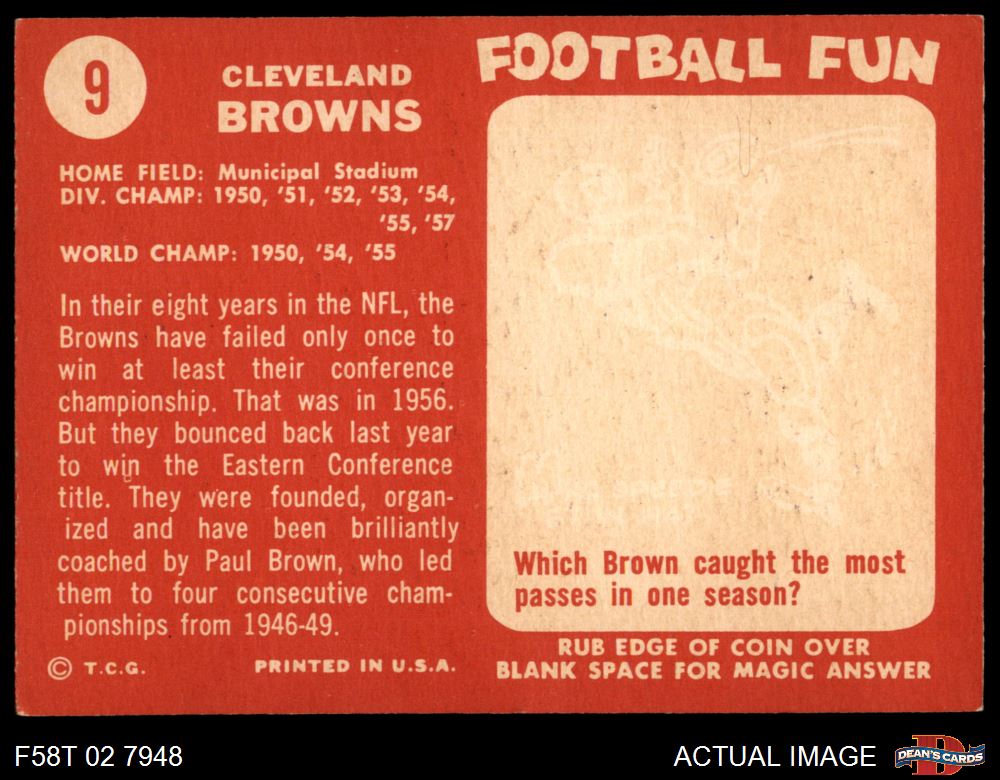 9
CLEVELAND
BROWNS
HOME FIELD: Municipal Stadium
DIV. CHAMP: 1950, '51, '52, '53, '54,
'55, '57
WORLD CHAMP: 1950, '54, '55
In their eight years in the NFL, the
Browns have failed only once to
win at least their conference
championship. That was in 1956.
But they bounced back last year
to win the Eastern Conference
title. They were founded, organ-
ized and have been brilliantly
coached by Paul Brown, who led
them to four consecutive cham-
pionships from 1946-49.
© T.C.G. PRINTED IN U.S.A.
FOOTBALL FUN
Which Brown caught the most
passes in one season?
RUB EDGE OF COIN OVER
BLANK SPACE FOR MAGIC ANSWER
F58T 02 7948
ACTUAL IMAGE
DEAN'S CARDS